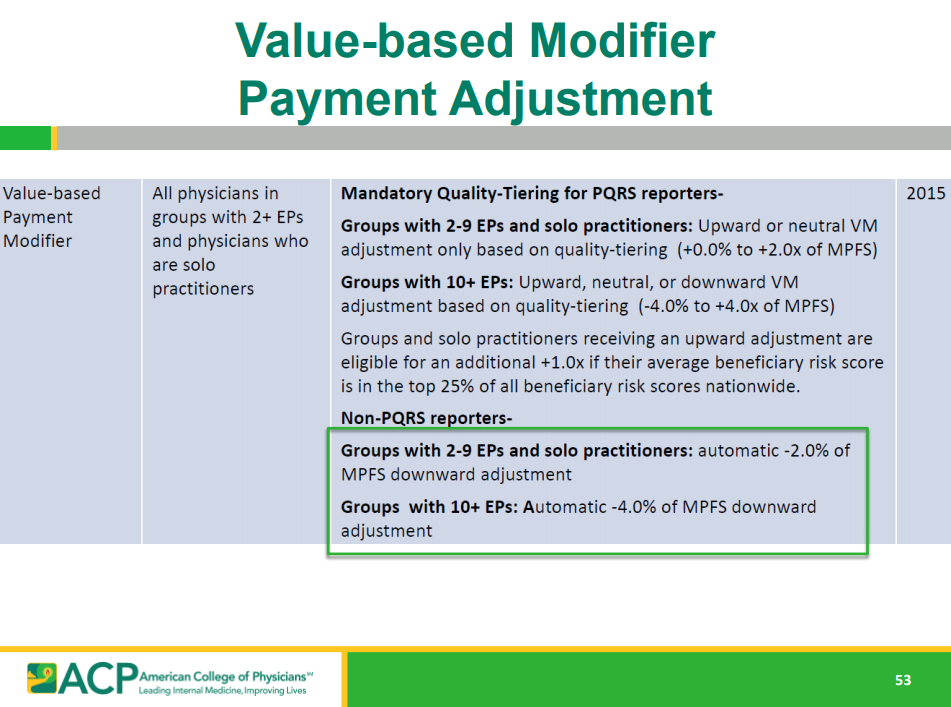 Value-based Modifier
Payment Adjustment
Value-based
Payment
Modifier
All physicians in
groups with 2+ EPs
and physicians who
are solo
practitioners
Mandatory Quality-Tiering for PQRS reporters-
Groups with 2-9 EPs and solo practitioners: Upward or neutral VM
adjustment only based on quality-tiering (+0.0% to +2.0x of MPFS)
Groups with 10+ EPs: Upward, neutral, or downward VM
adjustment based on quality-tiering (-4.0% to +4.0x of MPFS)
Groups and solo practitioners receiving an upward adjustment are
eligible for an additional +1.0x if their average beneficiary risk score
is in the top 25% of all beneficiary risk scores nationwide.
Non-PQRS reporters-
Groups with 2-9 EPs and solo practitioners: automatic -2.0% of
MPFS downward adjustment
Groups with 10+ EPs: Automatic -4.0% of MPFS downward
adjustment
2015
ACP American College of Physicians℠
Leading Internal Medicine, Improving Lives
53